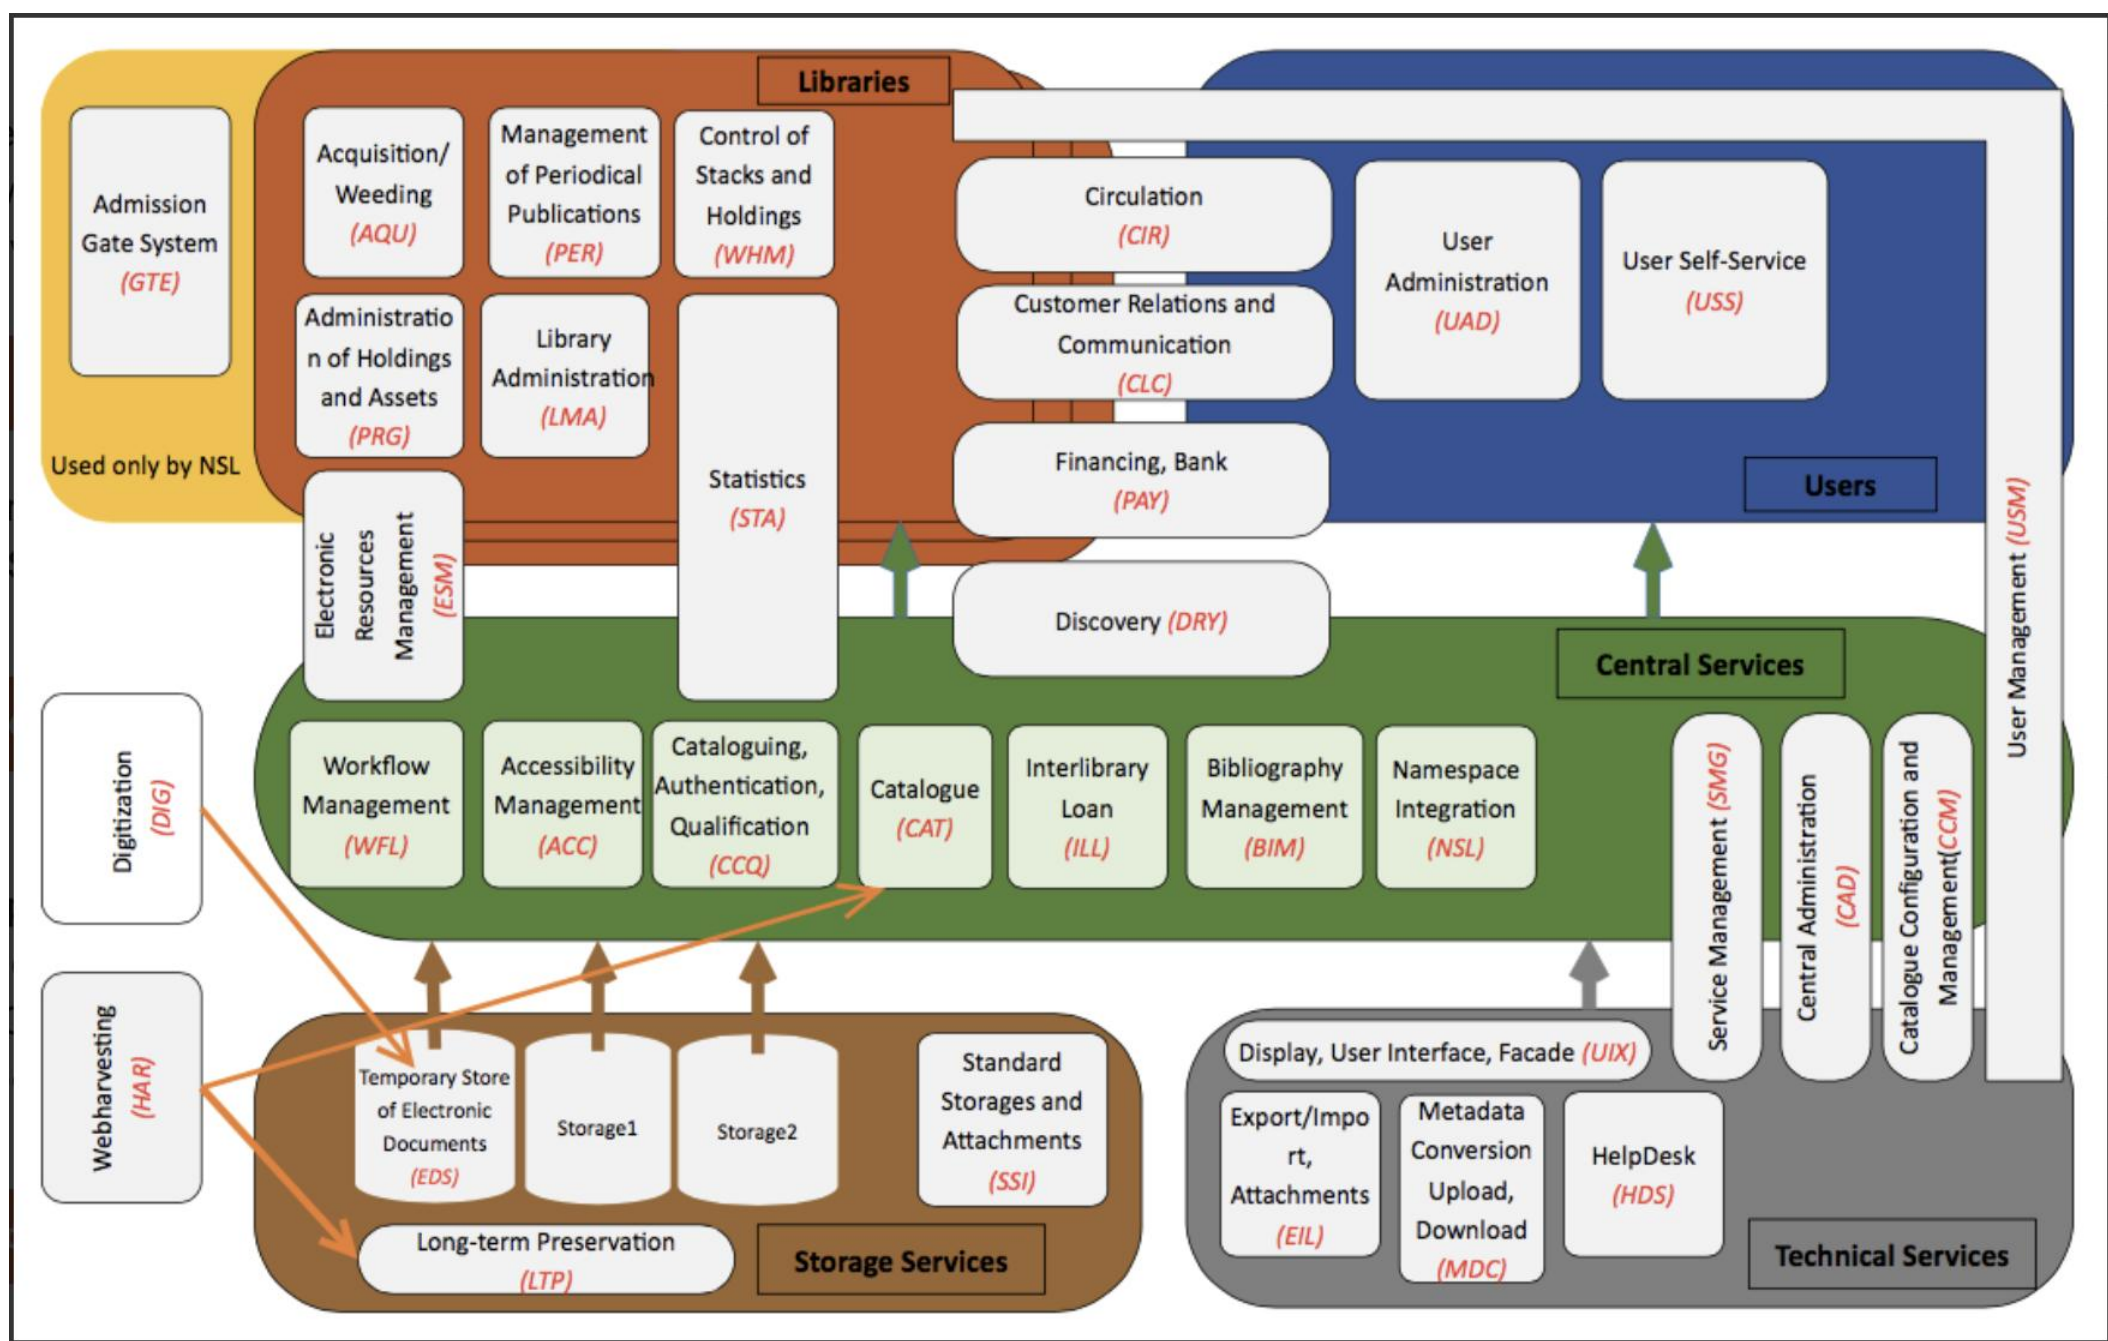 Libraries
Admission
Gate System
(GTE)
Used only by NSL
Acquisition/
Weeding
(AQU)
Management
of Periodical
Publications
(PER)
Control of
Stacks and
Holdings
(WHM)
Administratio
n of Holdings
and Assets
(PRG)
Library
Administration
(LMA)
Statistics
(STA)
Electronic
Resources
Management
(ESM)
Circulation
(CIR)
Customer Relations and
Communication
(CLC)
Financing, Bank
(PAY)
Discovery (DRY)
User
Administration
(UAD)
User Self-Service
(USS)
Users
User Management (USM)
Central Services
Workflow
Management
(WFL)
Accessibility
Management
(ACC)
Cataloguing,
Authentication,
Qualification
(CCQ)
Catalogue
(CAT)
Interlibrary
Loan
(ILL)
Bibliography
Management
(BIM)
Namespace
Integration
(NSL)
Service Management (SMG)
Central Administration
(CAD)
Catalogue Configuration and
Management(CCM)
Digitization
(DIG)
Webharvesting
(HAR)
Temporary Store
of Electronic
Documents
(EDS)
Storage1
Storage2
Standard
Storages and
Attachments
(SSI)
Long-term Preservation
(LTP)
Storage Services
Display, User Interface, Facade (UIX)
Export/Impo
rt,
Attachments
(EIL)
Metadata
Conversion
Upload,
Download
(MDC)
HelpDesk
(HDS)
Technical Services